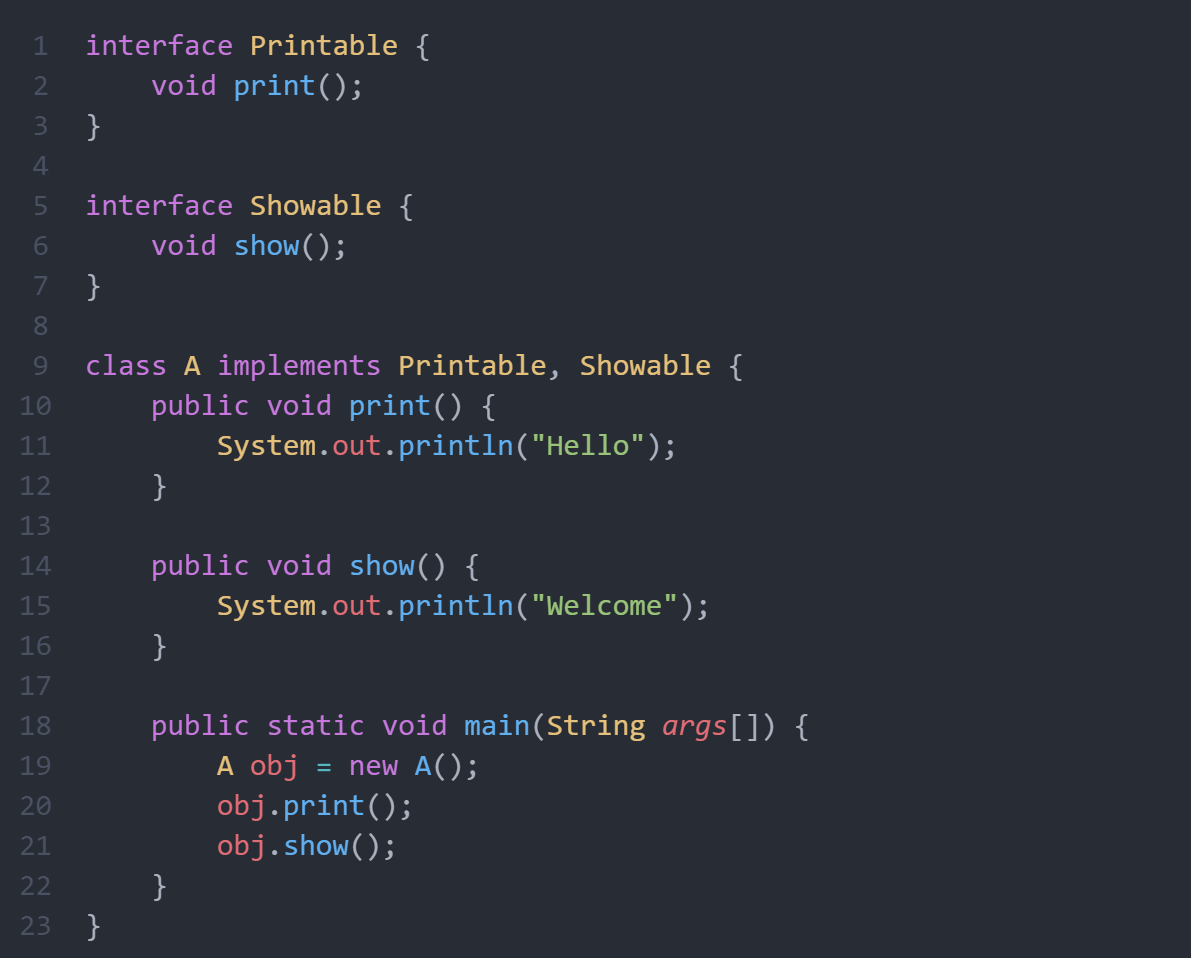 1 interface Printable {
2     void print();
3 }
4
5 interface Showable {
6     void show();
7 }
8
9 class A implements Printable, Showable {
10     public void print() {
11         System.out.println("Hello");
12     }
13
14     public void show() {
15         System.out.println("Welcome");
16     }
17
18     public static void main(String args[]) {
19         A obj = new A();
20         obj.print();
21         obj.show();
22     }
23 }